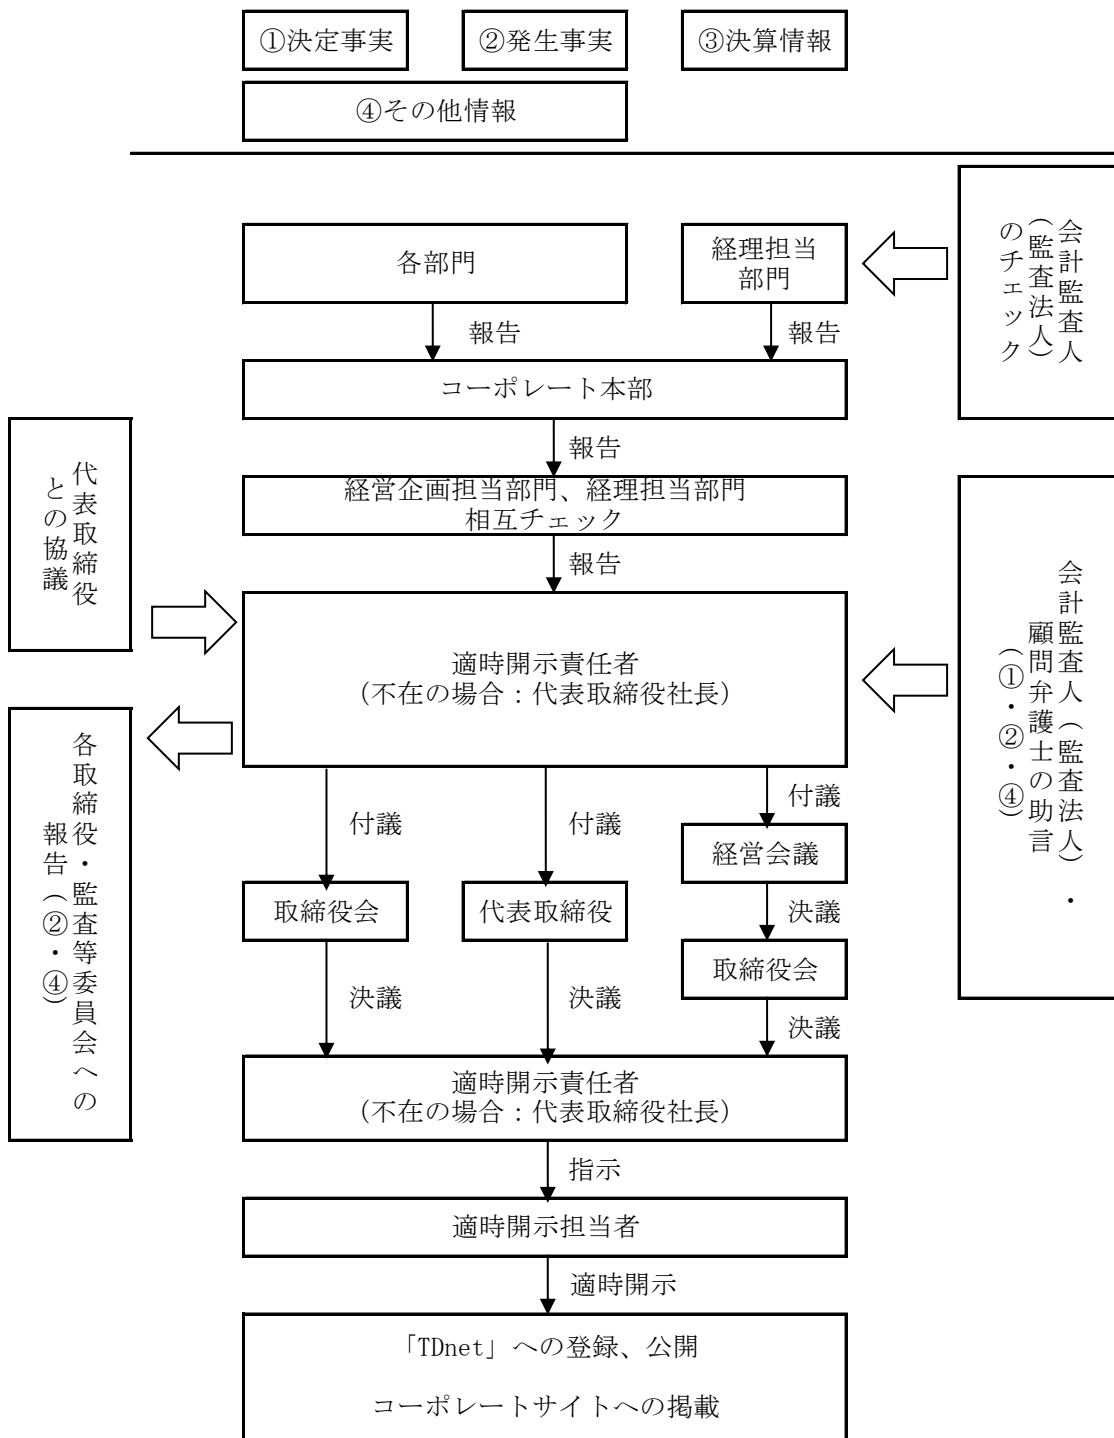 ①決定事実
②発生事実
③決算情報
④その他情報
会計監査人
（監査法人）
のチェック
各部門
経理担当
部門
報告
報告
コーポレート本部
代表取締役
との協議
報告
経営企画担当部門、経理担当部門
相互チェック
報告
会計監査人（監査法人）・
顧問弁護士の助言
（①・②・④）
適時開示責任者
（不在の場合：代表取締役社長）
各取締役・監査等委員会への
報告（②・④）
付議
付議
付議
経営会議
取締役会
代表取締役
決議
取締役会
決議
決議
決議
適時開示責任者
（不在の場合：代表取締役社長）
指示
適時開示担当者
適時開示
「TDnet」への登録、公開
コーポレートサイトへの掲載